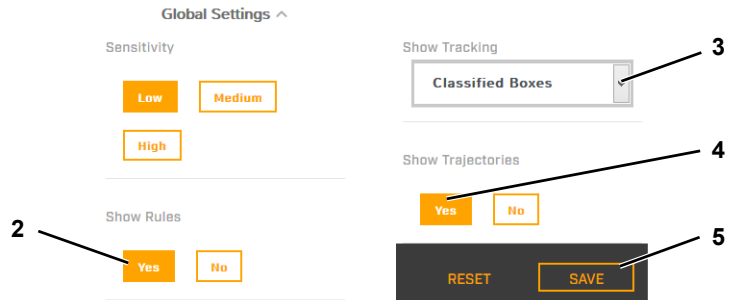 Global Settings
Sensitivity
Low Medium
High
Show Rules
2
Yes No
Show Tracking
3
Classified Boxes
Show Trajectories
4
Yes No
5
RESET SAVE